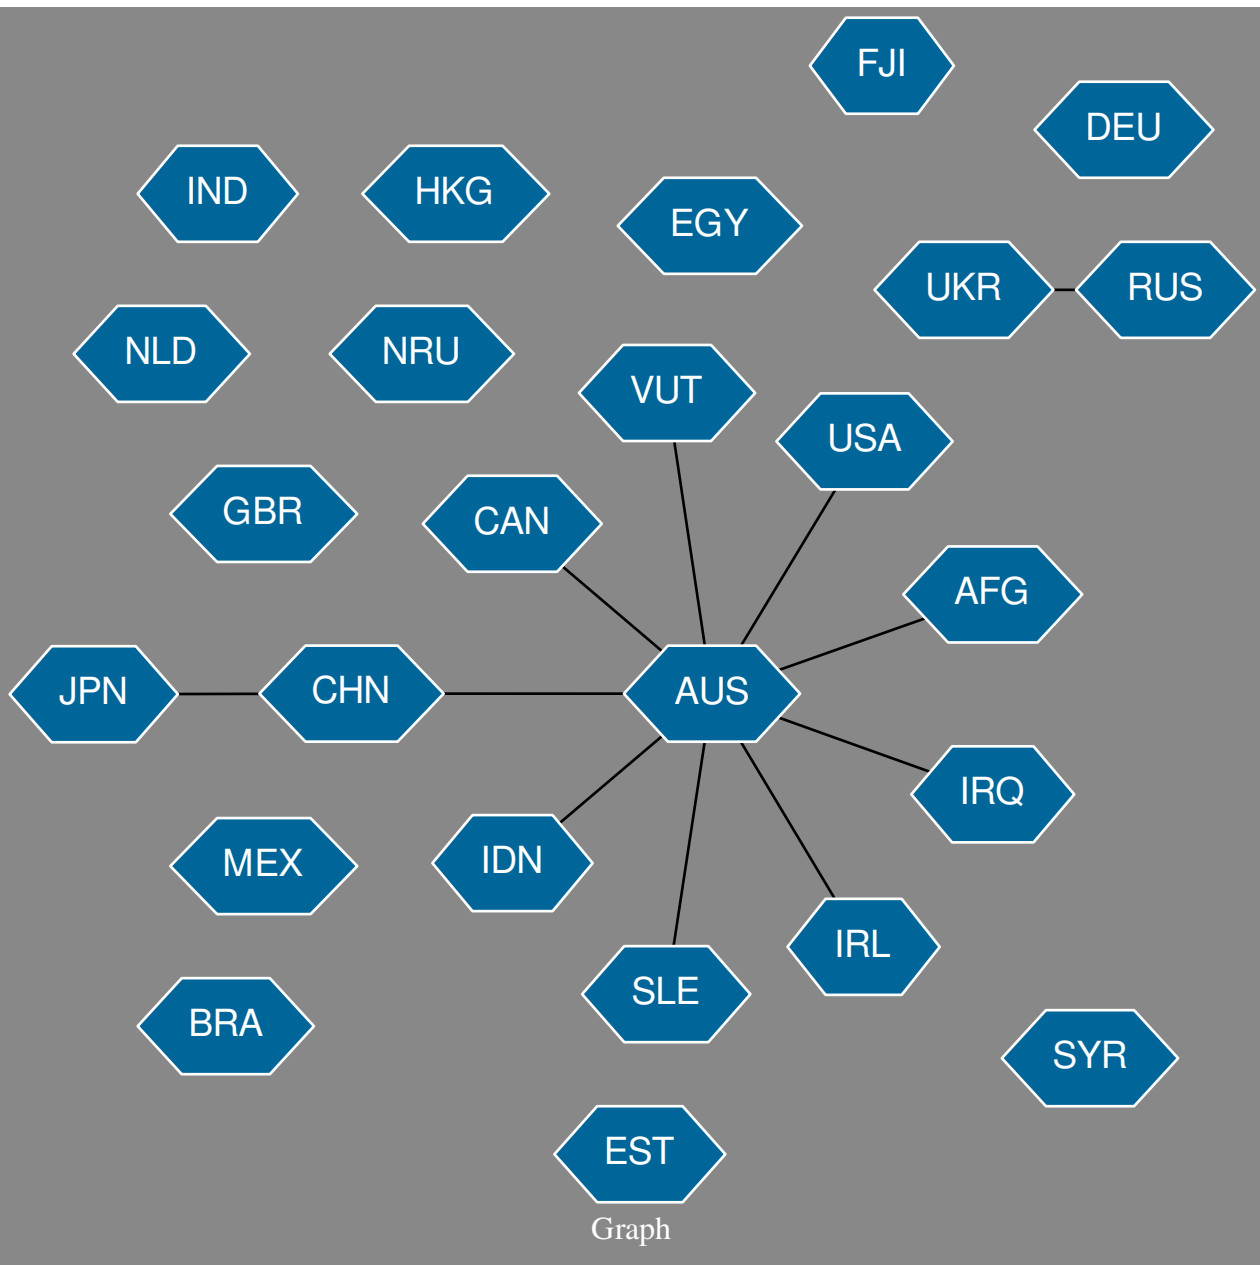 FJI
DEU
IND
HKG
EGY
UKR
RUS
NLD
NRU
VUT
USA
GBR
CAN
AFG
JPN
CHN
AUS
IRQ
MEX
IDN
IRL
SLE
BRA
SYR
EST
Graph